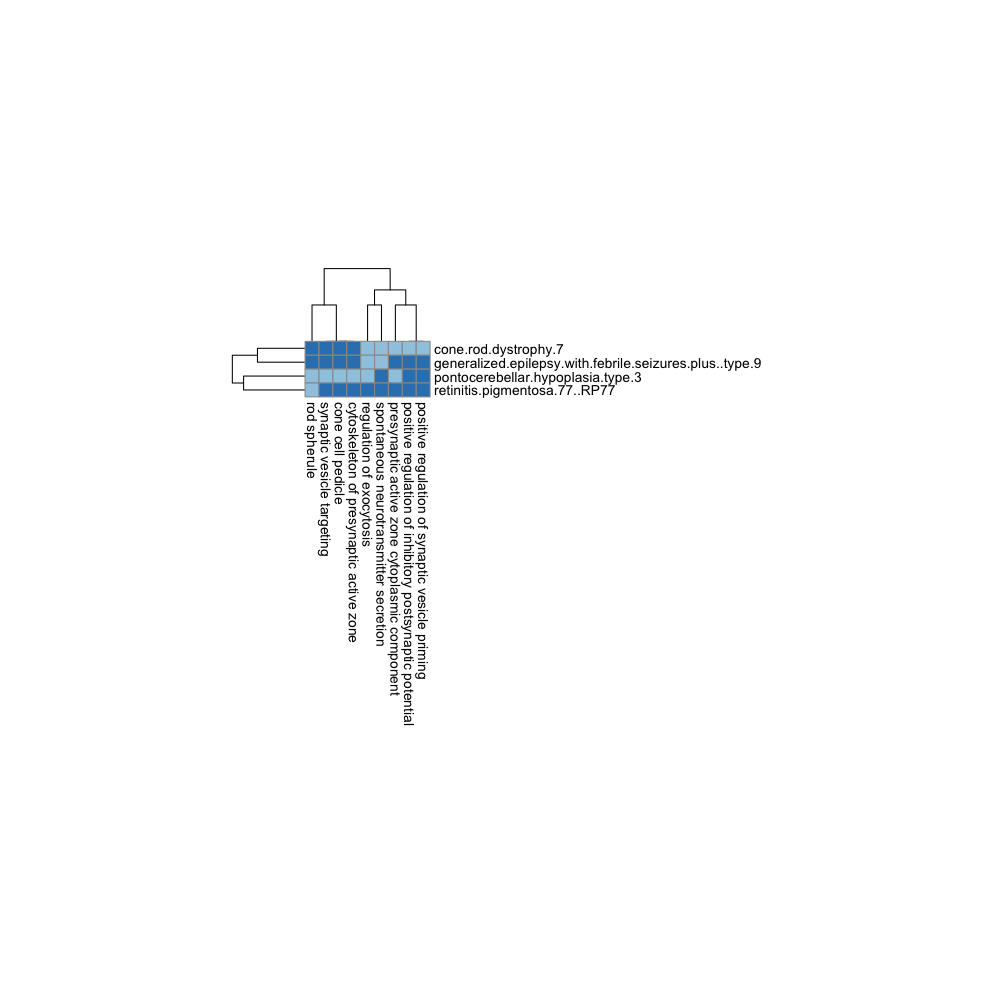 cone.rod.dystrophy.7
generalized.epilepsy.with.febrile.seizures.plus..type.9
pontocerebellar.hypoplasia.type.3
retinitis.pigmentosa.77..RP77
rod spherule
synaptic vesicle targeting
cone cell pedicle
cytoskeleton of presynaptic active zone
regulation of exocytosis
spontaneous neurotransmitter secretion
presynaptic active zone cytoplasmic component
positive regulation of inhibitory postsynaptic potential
positive regulation of synaptic vesicle priming